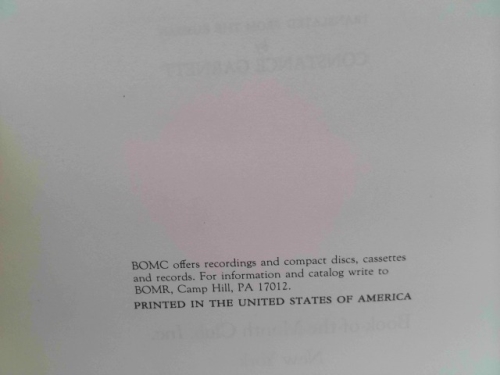 BOMC offers recordings and compact discs, cassettes
and records. For information and catalog write to
BOMR, Camp Hill, PA 17012.
PRINTED IN THE UNITED STATES OF AMERICA